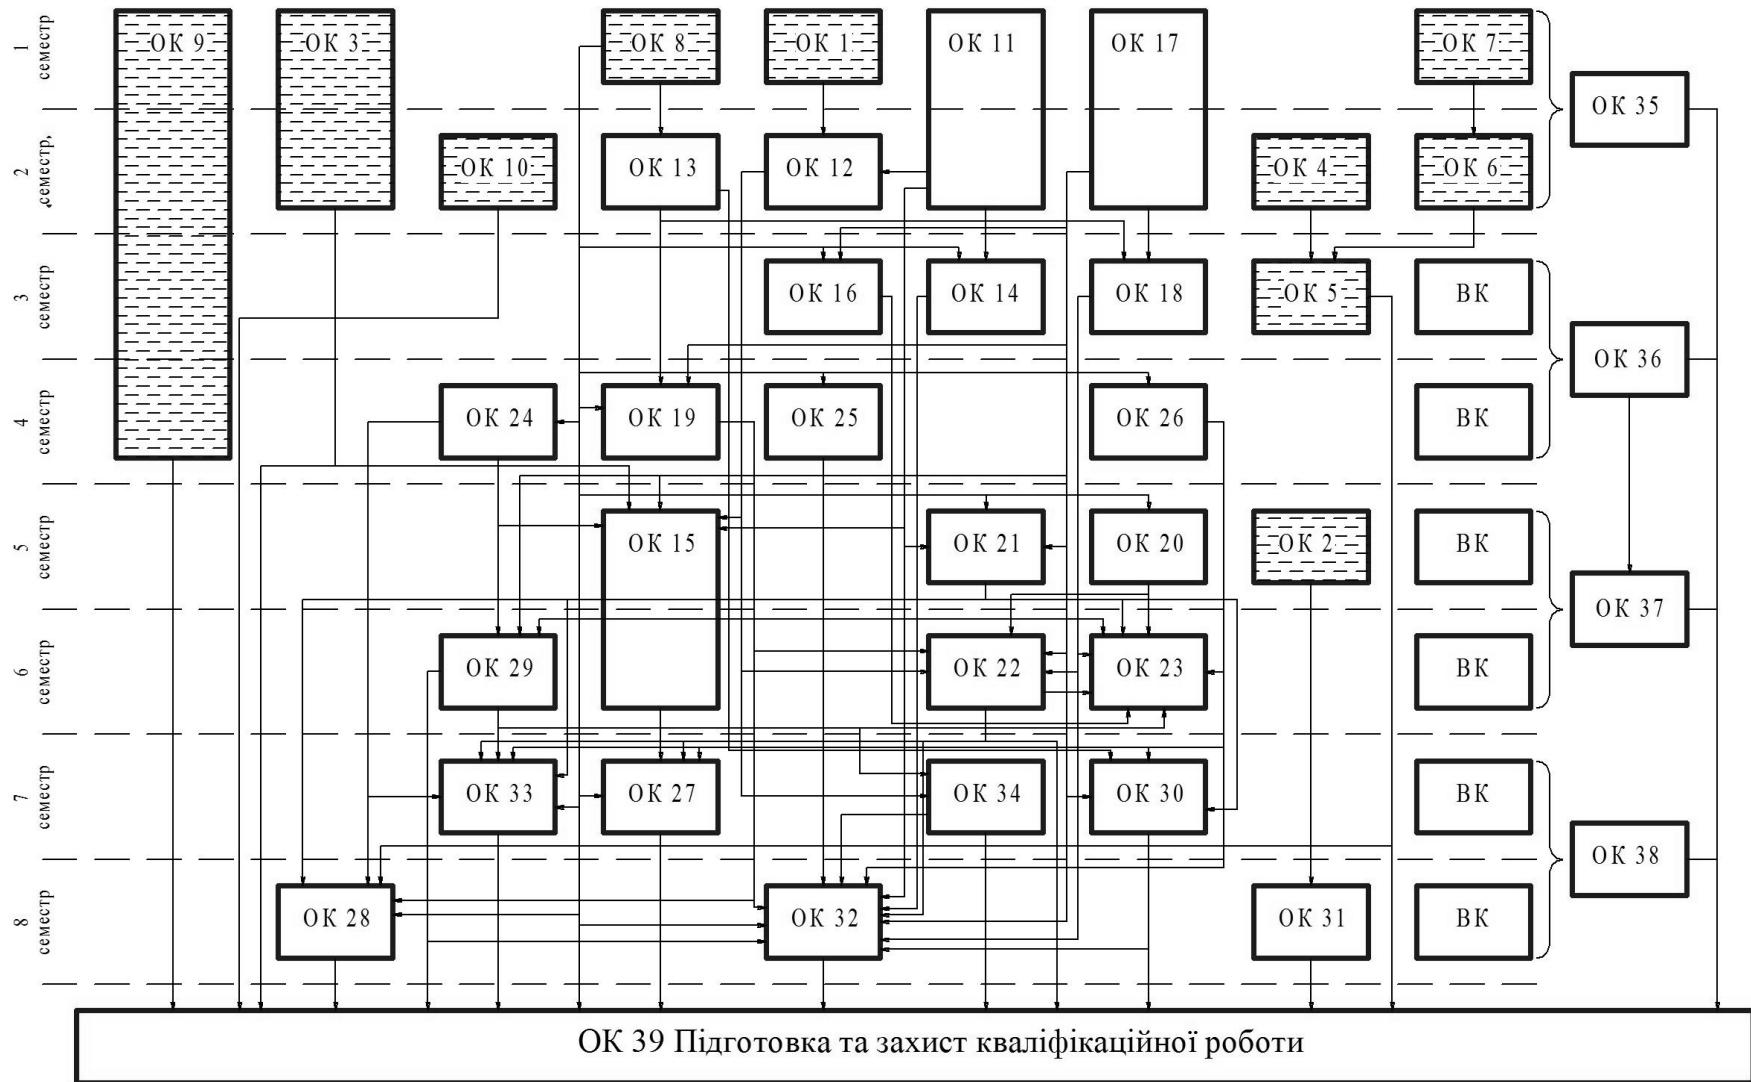 1 семестр
ОК 9
ОК 3
ОК 8
ОК 1
ОК 11
ОК 17
ОК 7
ОК 35
2 семестр,
ОК 10
ОК 13
ОК 12
ОК 4
ОК 6
3 семестр
ОК 16
ОК 14
ОК 18
ОК 5
ВК
ОК 36
4 семестр
ОК 24
ОК 19
ОК 25
ОК 26
ВК
5 семестр
ОК 15
ОК 21
ОК 20
ОК 2
ВК
ОК 37
6 семестр
ОК 29
ОК 22
ОК 23
ВК
7 семестр
ОК 33
ОК 27
ОК 34
ОК 30
ВК
ОК 38
8 семестр
ОК 28
ОК 32
ОК 31
ВК
ОК 39 Підготовка та захист кваліфікаційної роботи